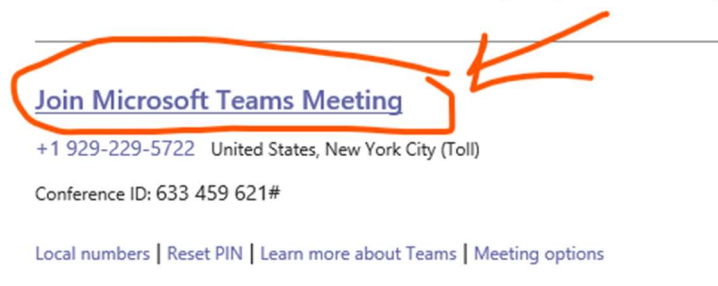 Join Microsoft Teams Meeting
+1 929-229-5722 United States, New York City (Toll)
Conference ID: 633 459 621#
Local numbers | Reset PIN | Learn more about Teams | Meeting options